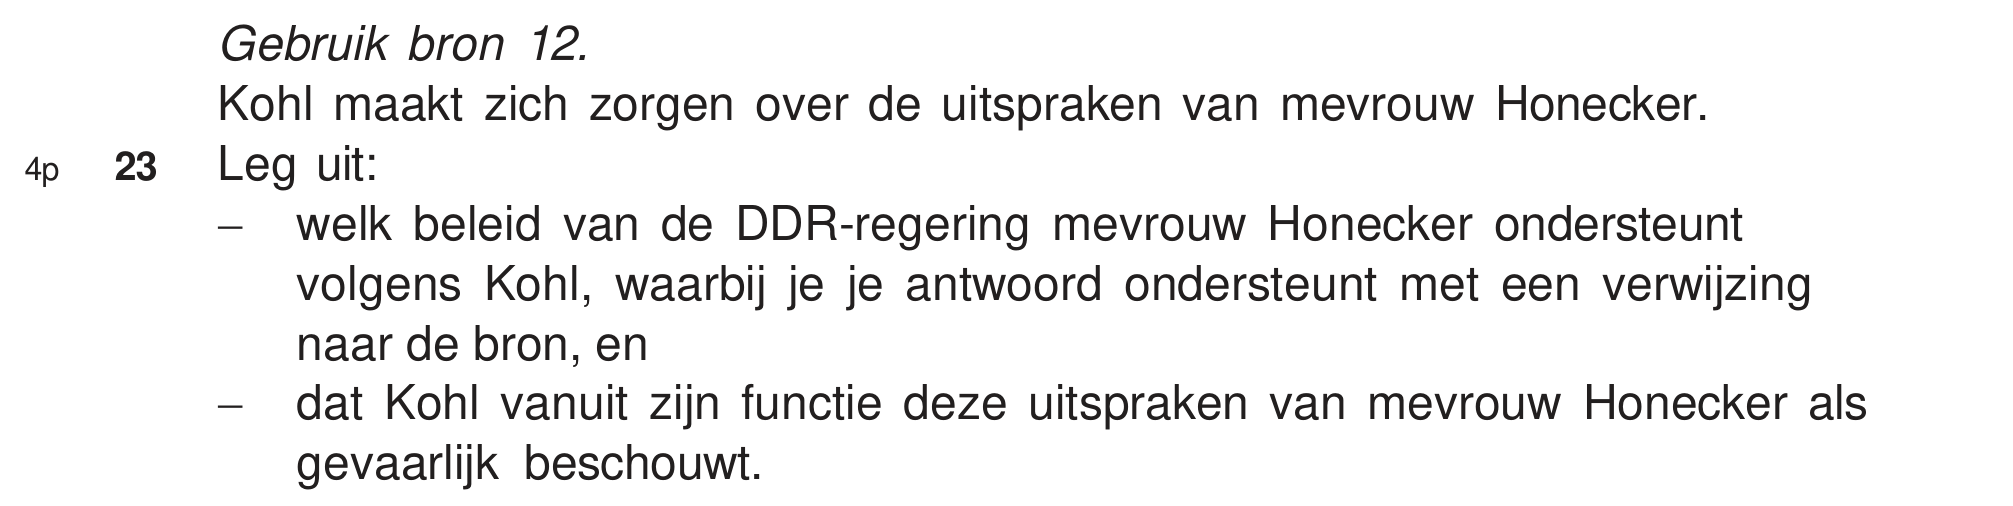 Gebruik bron 12.
Kohl maakt zich zorgen over de uitspraken van mevrouw Honecker.
4p 23 Leg uit:
– welk beleid van de DDR-regering mevrouw Honecker ondersteunt
volgens Kohl, waarbij je je antwoord ondersteunt met een verwijzing
naar de bron, en
– dat Kohl vanuit zijn functie deze uitspraken van mevrouw Honecker als
gevaarlijk beschouwt.